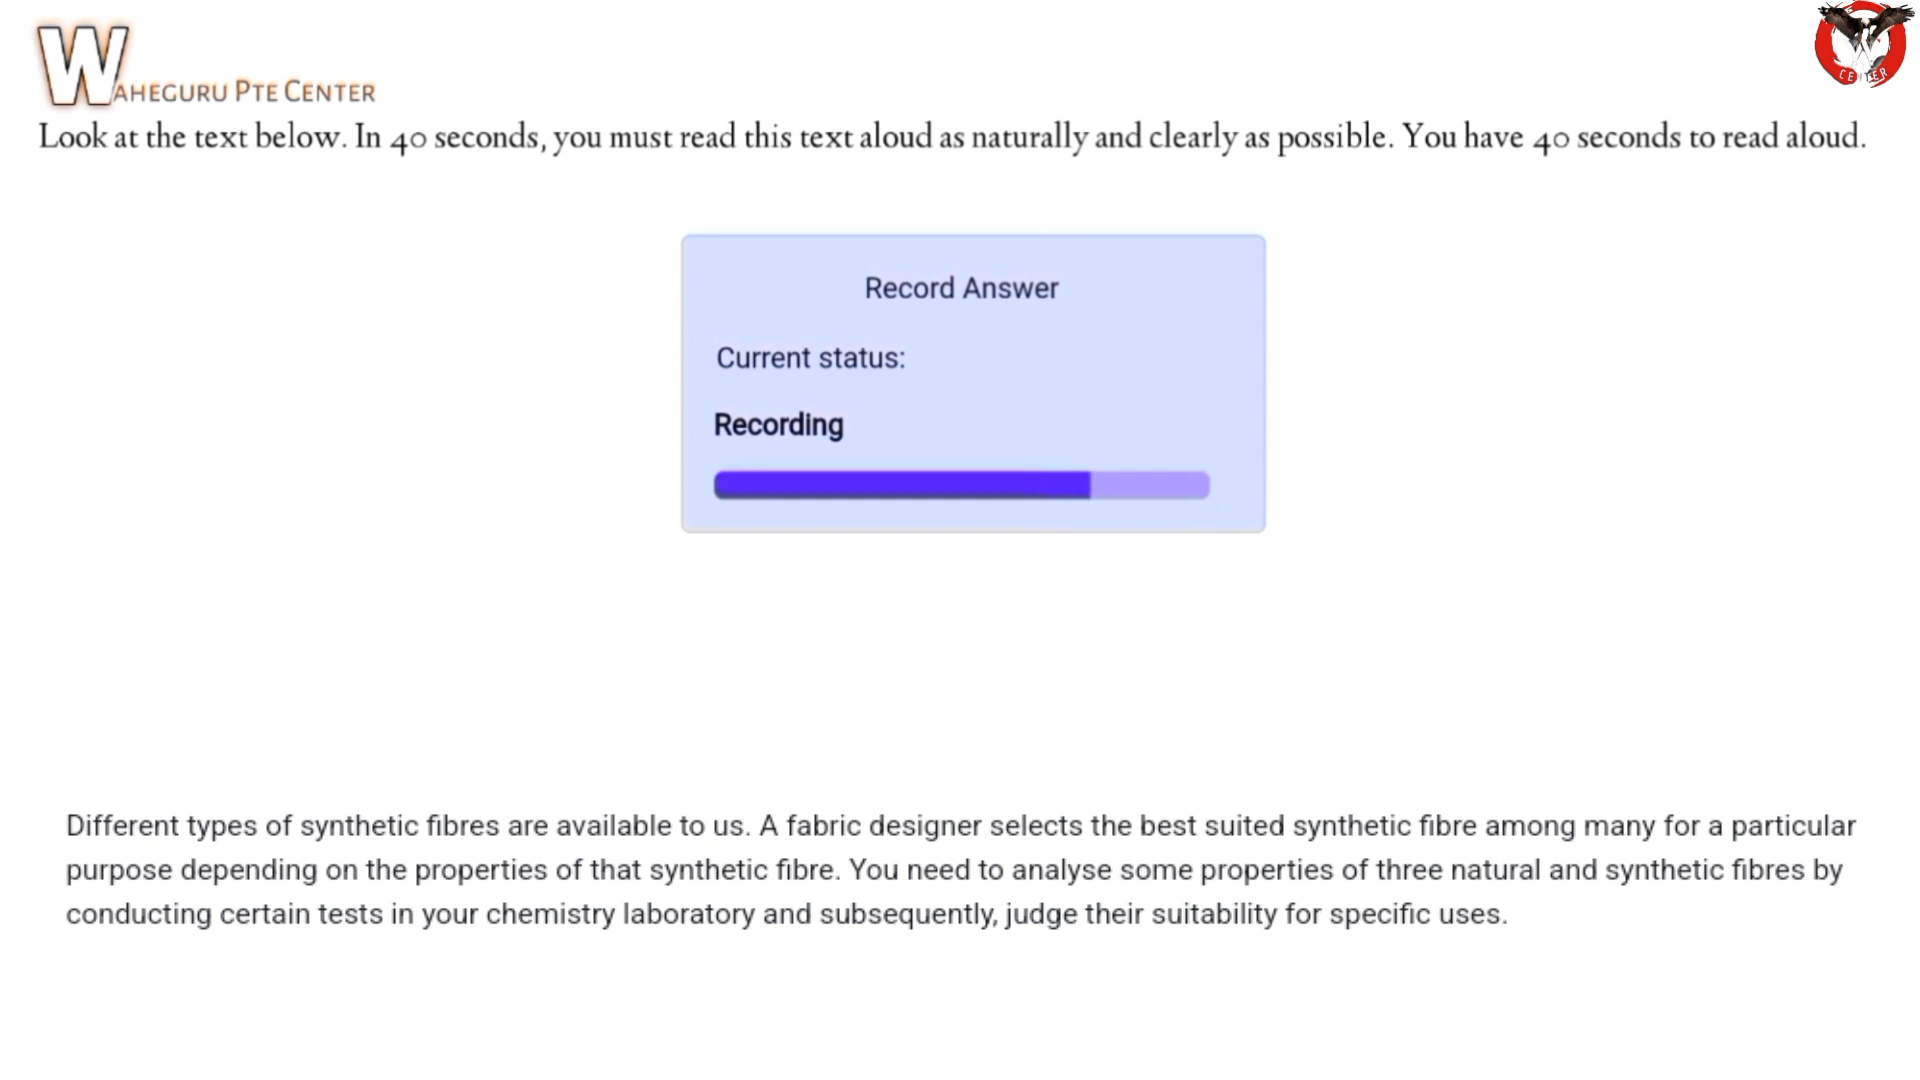 WAHEGURU PTE CENTER
CENTER
Look at the text below. In 40 seconds, you must read this text aloud as naturally and clearly as possible. You have 40 seconds to read aloud.
Record Answer
Current status:
Recording
Different types of synthetic fibres are available to us. A fabric designer selects the best suited synthetic fibre among many for a particular
purpose depending on the properties of that synthetic fibre. You need to analyse some properties of three natural and synthetic fibres by
conducting certain tests in your chemistry laboratory and subsequently, judge their suitability for specific uses.